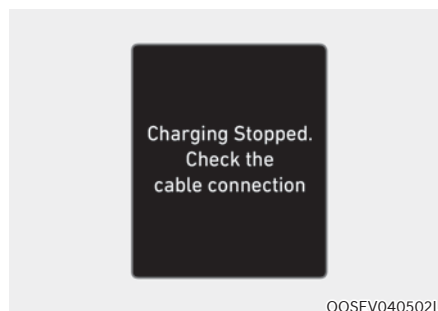 Charging Stopped.
Check the
cable connection
OOSEV040502L